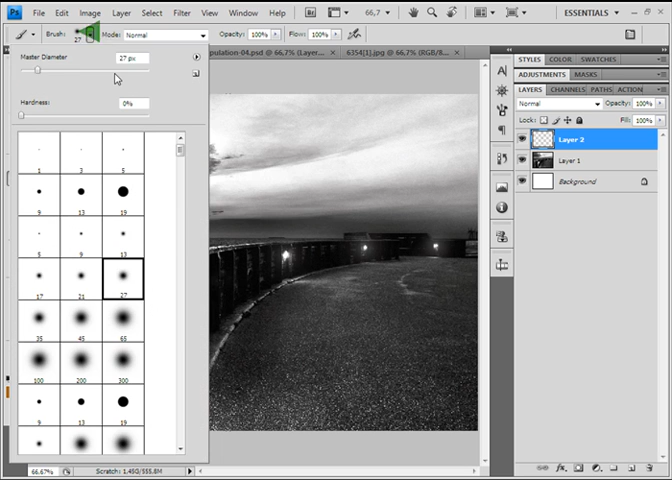 Ps File Edit Image Layer Select Filter View Window Help 66,7 ESSENTIALS
Brush: 27 Mode: Normal Opacity: 100% Flow: 100%
pulation-04.psd @ 66,7% (Layer... × 6354[1].jpg @ 66,7% (RGB/8... ×
Master Diameter 27 px
Hardness: 0%
1 3 5
9 13 19
5 9 13
17 21 27
35 45 65
100 200 300
9 13 19
STYLES COLOR SWATCHES
ADJUSTMENTS MASKS
LAYERS CHANNELS PATHS ACTION
Normal Opacity: 100%
Lock: Fill: 100%
Layer 2
Layer 1
Background
66.67% Scratch: 1.45G/555.8M